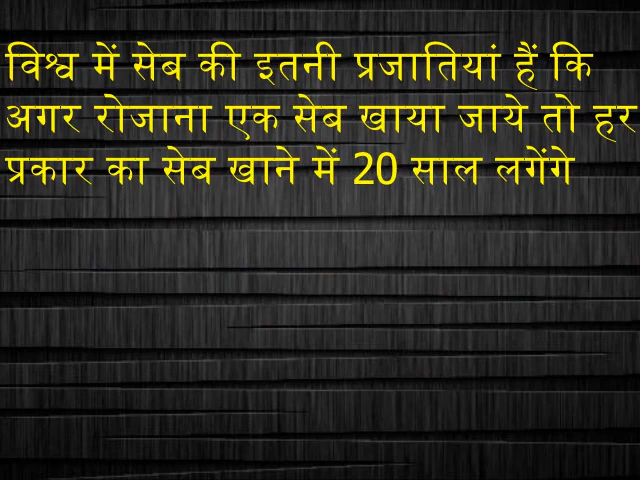 विश्व में सेब की इतनी प्रजातियां हैं कि
अगर रोजाना एक सेब खाया जाये तो हर
प्रकार का सेब खाने में 20 साल लगेंगे